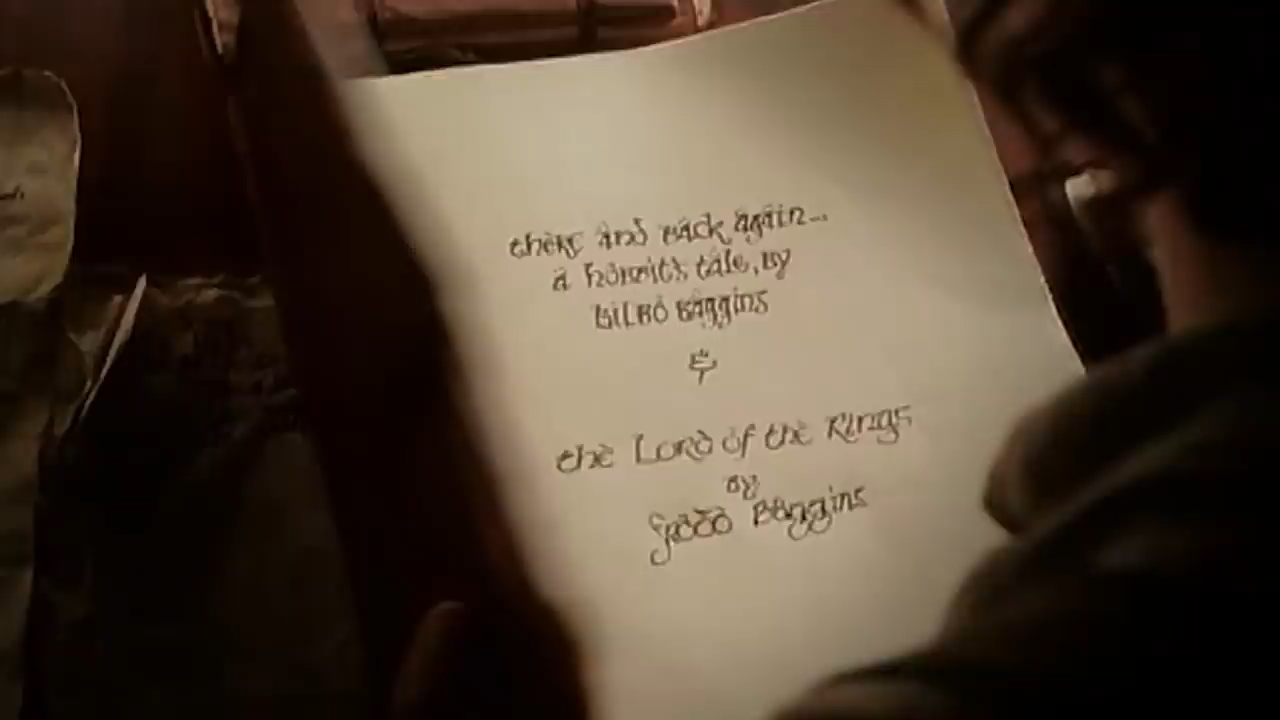 there and back again...
a hobbit's tale, by
BILBO Baggins
&
the Lord of the Rings
by
Frodo Baggins